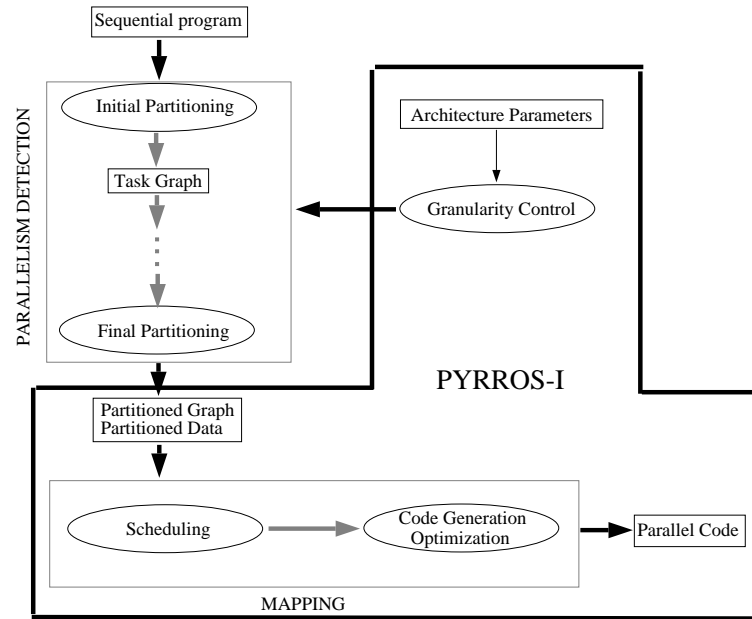 Sequential program
PARALLELISM DETECTION
Initial Partitioning
Task Graph
Final Partitioning
Architecture Parameters
Granularity Control
PYRROS-I
Partitioned Graph
Partitioned Data
Scheduling
Code Generation
Optimization
Parallel Code
MAPPING